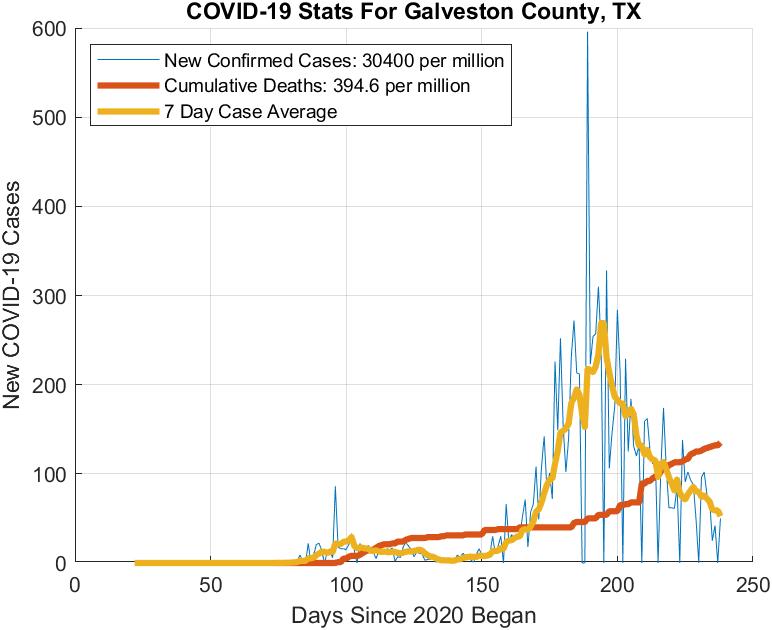 COVID-19 Stats For Galveston County, TX
New Confirmed Cases: 30400 per million
Cumulative Deaths: 394.6 per million
7 Day Case Average
New COVID-19 Cases
600
500
400
300
200
100
0
0 50 100 150 200 250
Days Since 2020 Began